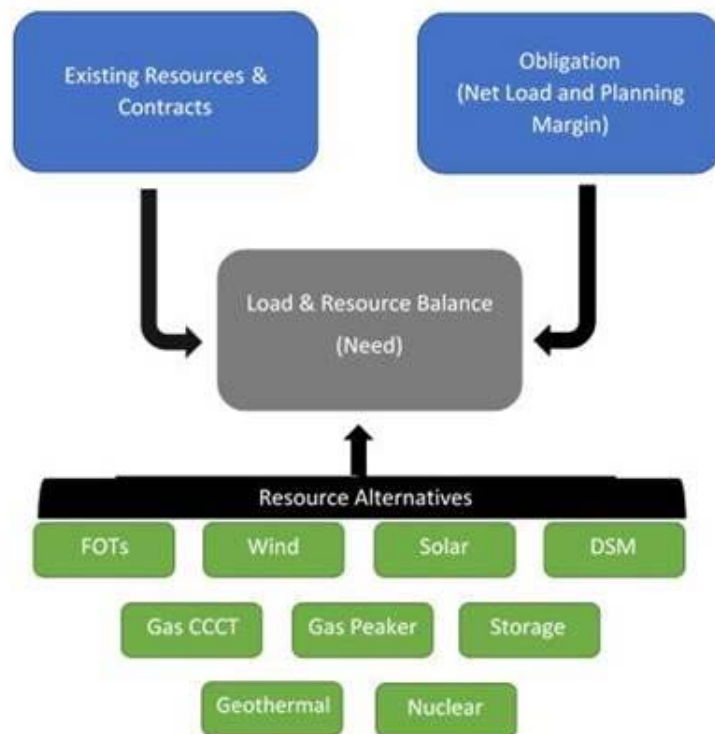 Existing Resources &
Contracts
Obligation
(Net Load and Planning
Margin)
Load & Resource Balance
(Need)
Resource Alternatives
FOTs
Wind
Solar
DSM
Gas CCCT
Gas Peaker
Storage
Geothermal
Nuclear